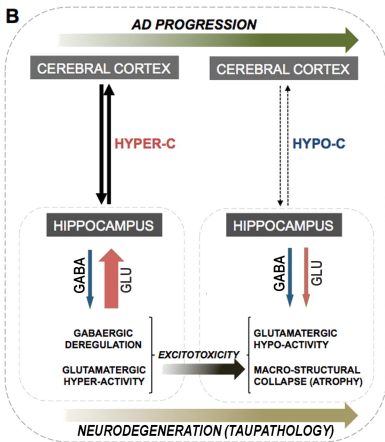 B
AD PROGRESSION
CEREBRAL CORTEX
CEREBRAL CORTEX
HYPER-C
HYPO-C
HIPPOCAMPUS
HIPPOCAMPUS
GABA
GLU
GABA
GLU
GABAERGIC
DEREGULATION
GLUTAMATERGIC
HYPER-ACTIVITY
EXCITOTOXICITY
GLUTAMATERGIC
HYPO-ACTIVITY
MACRO-STRUCTURAL
COLLAPSE (ATROPHY)
NEURODEGENERATION (TAUPATHOLOGY)